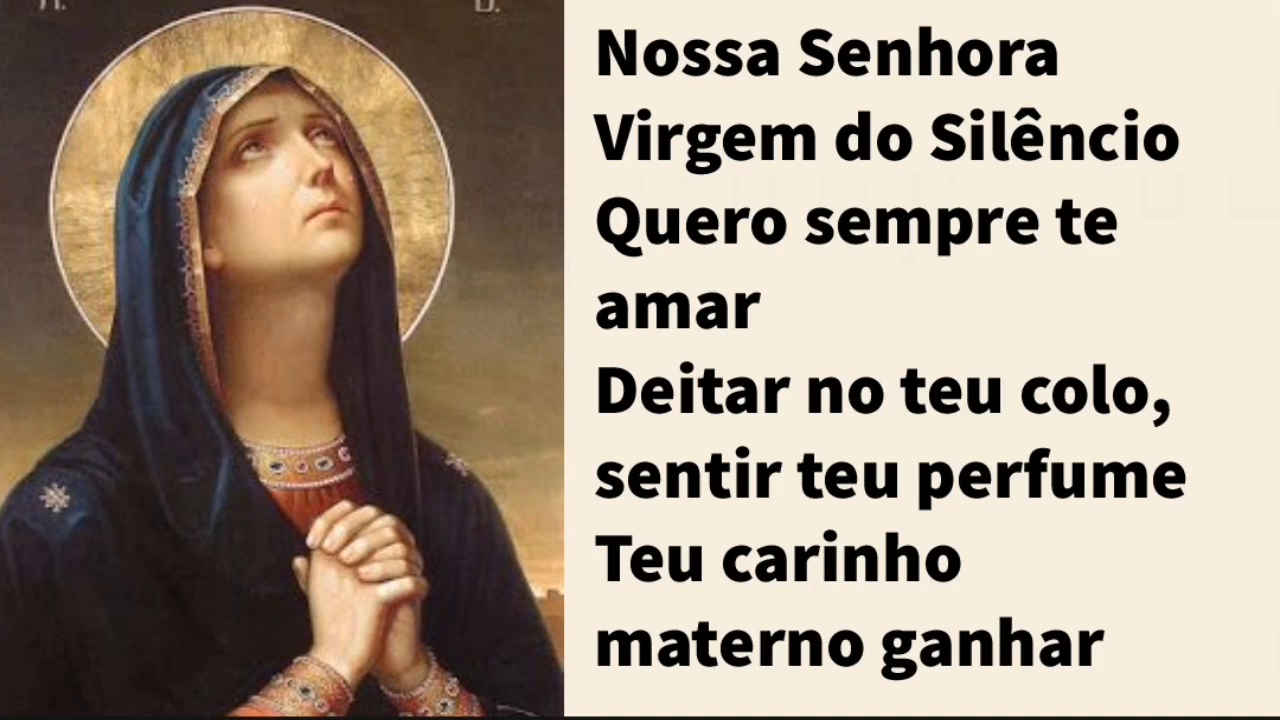 Nossa Senhora
Virgem do Silêncio
Quero sempre te
amar
Deitar no teu colo,
sentir teu perfume
Teu carinho
materno ganhar